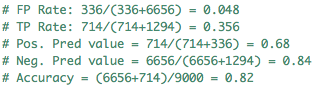 # FP Rate: 336/(336+6656) = 0.048
# TP Rate: 714/(714+1294) = 0.356
# Pos. Pred value = 714/(714+336) = 0.68
# Neg. Pred value = 6656/(6656+1294) = 0.84
# Accuracy = (6656+714)/9000 = 0.82